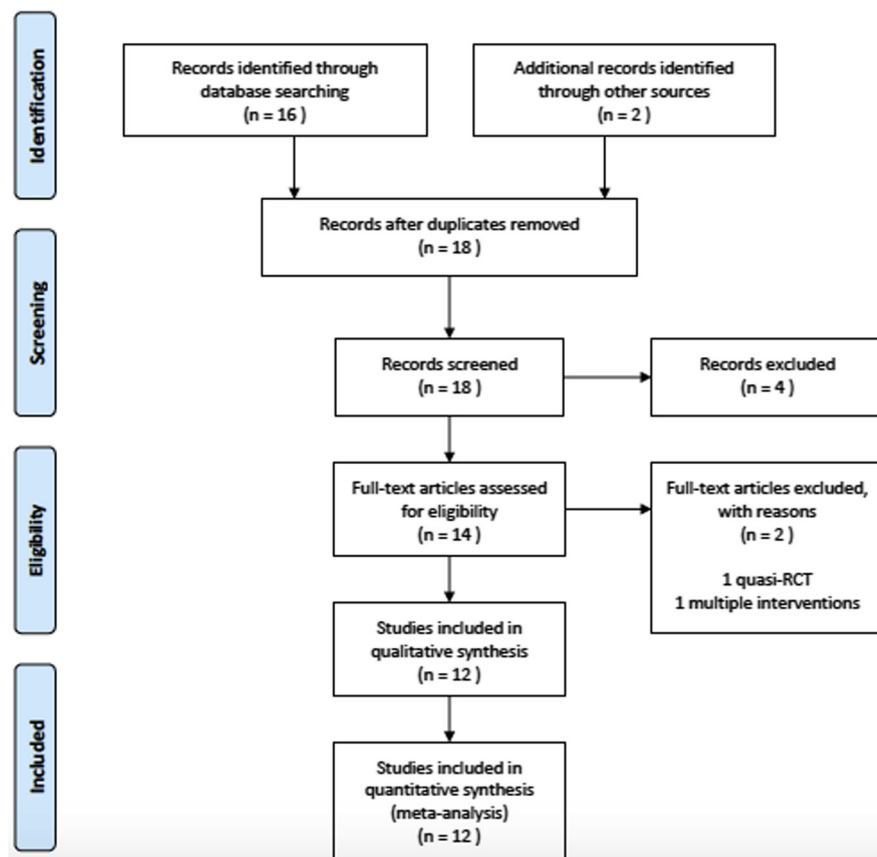 Identification
Records identified through
database searching
(n = 16 )
Additional records identified
through other sources
(n = 2 )
Records after duplicates removed
(n = 18 )
Screening
Records screened
(n = 18 )
Records excluded
(n = 4 )
Eligibility
Full-text articles assessed
for eligibility
(n = 14 )
Full-text articles excluded,
with reasons
(n = 2 )
1 quasi-RCT
1 multiple interventions
Studies included in
qualitative synthesis
(n = 12 )
Included
Studies included in
quantitative synthesis
(meta-analysis)
(n = 12 )